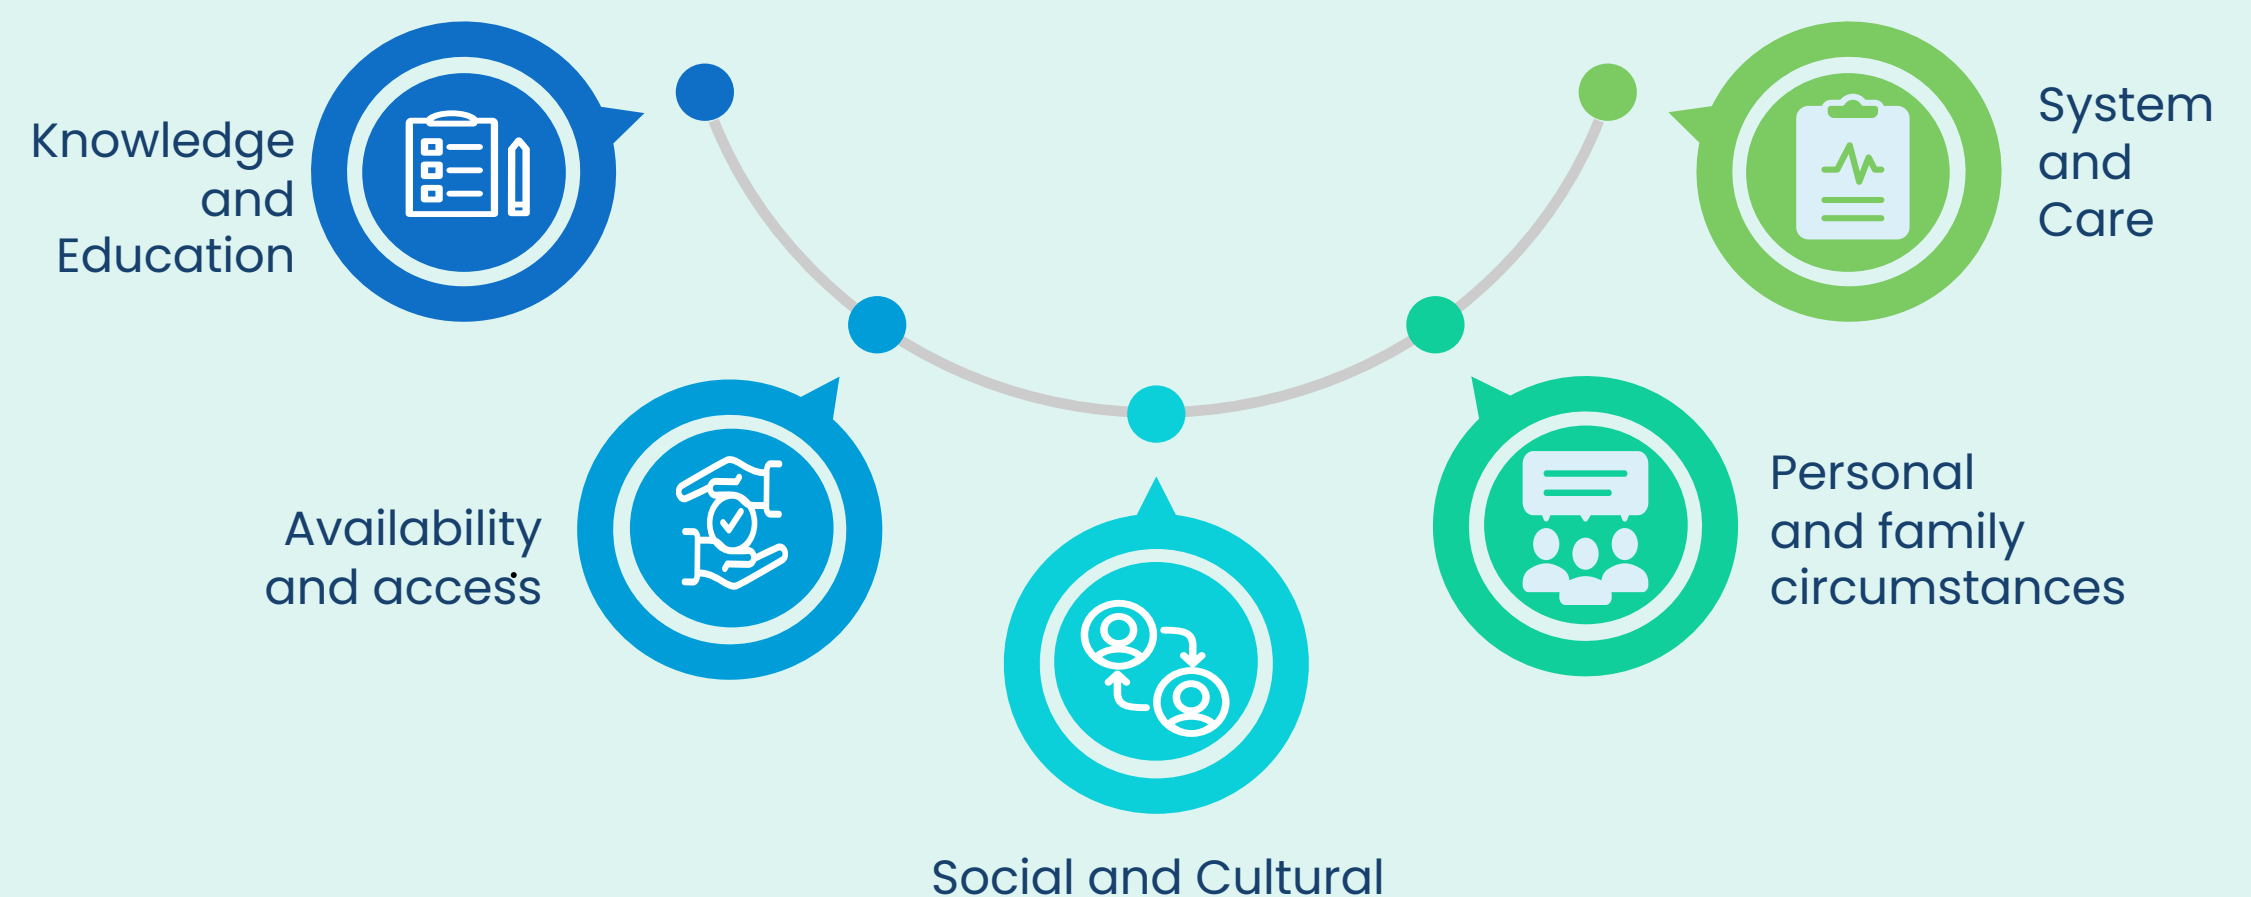 Knowledge
and
Education
System
and
Care
Availability
and access
Personal
and family
circumstances
Social and Cultural